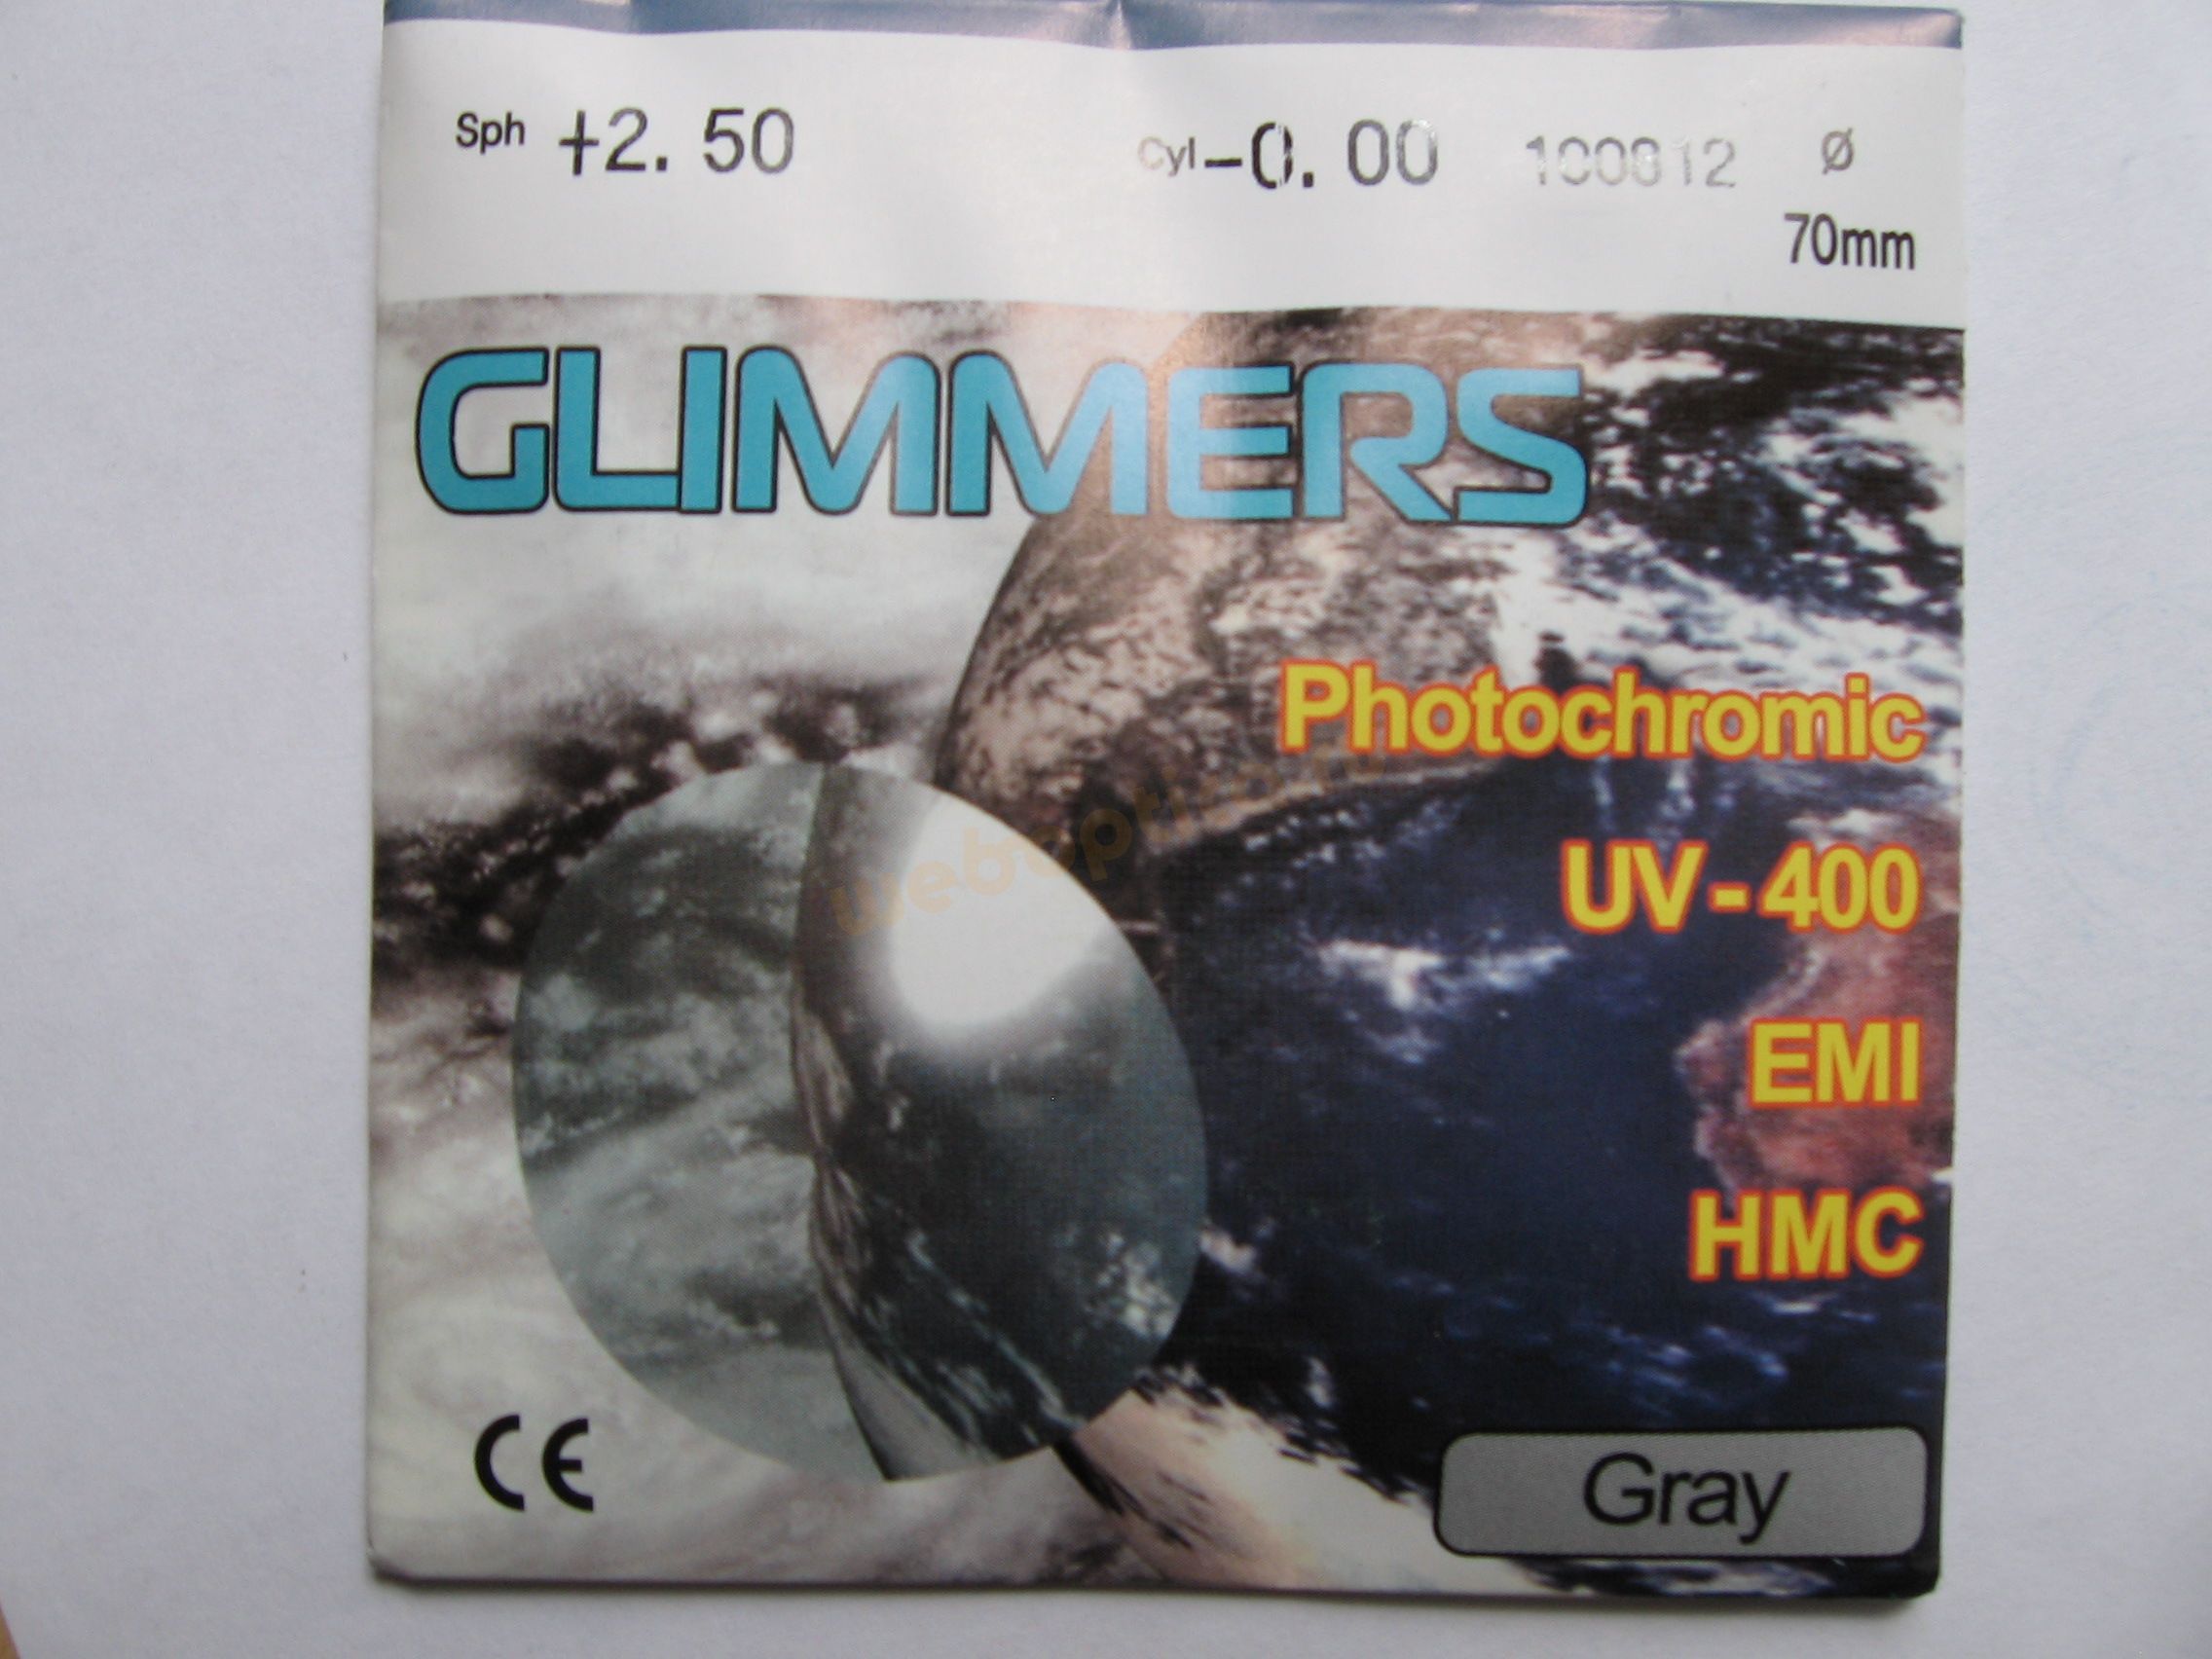 Sph +2. 50 Cyl -0. 00 100812 Ø
70mm
GLIMMERS
Photochromic
UV - 400
EMI
HMC
CE
Gray